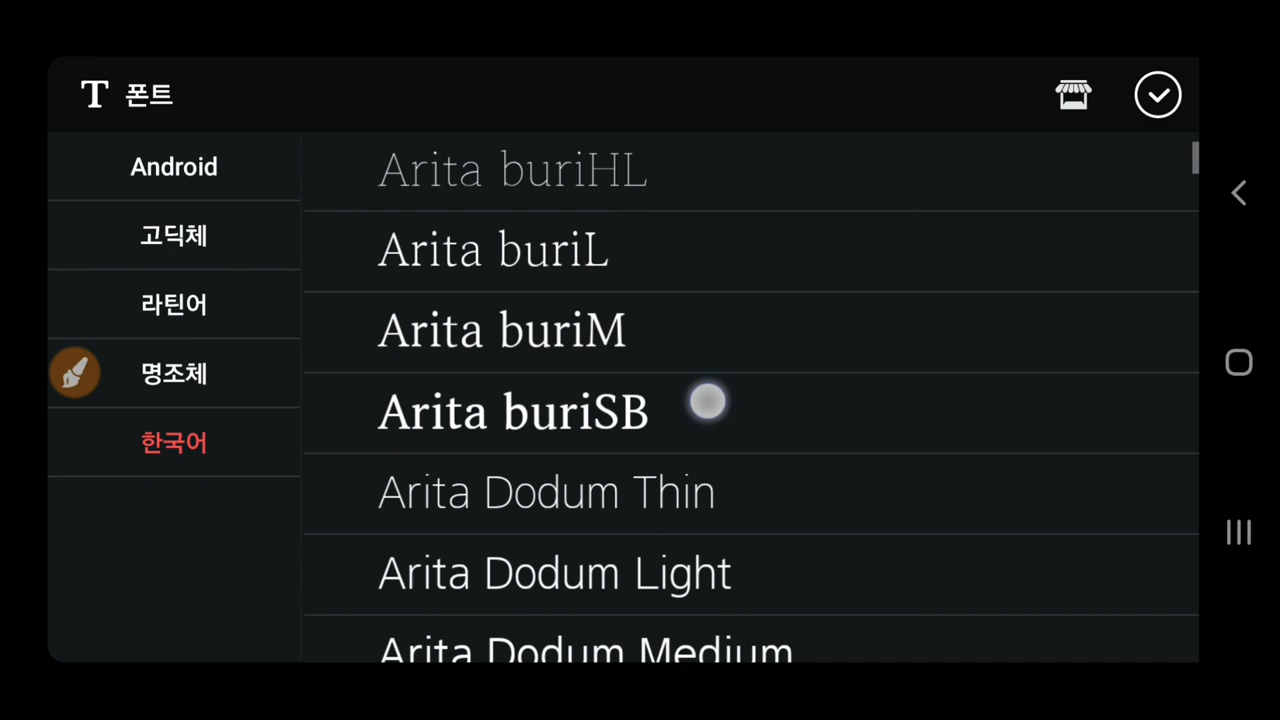 T 폰트
Android
고딕체
라틴어
명조체
한국어
Arita buriHL
Arita buriL
Arita buriM
Arita buriSB
Arita Dodum Thin
Arita Dodum Light
Arita Dodum Medium